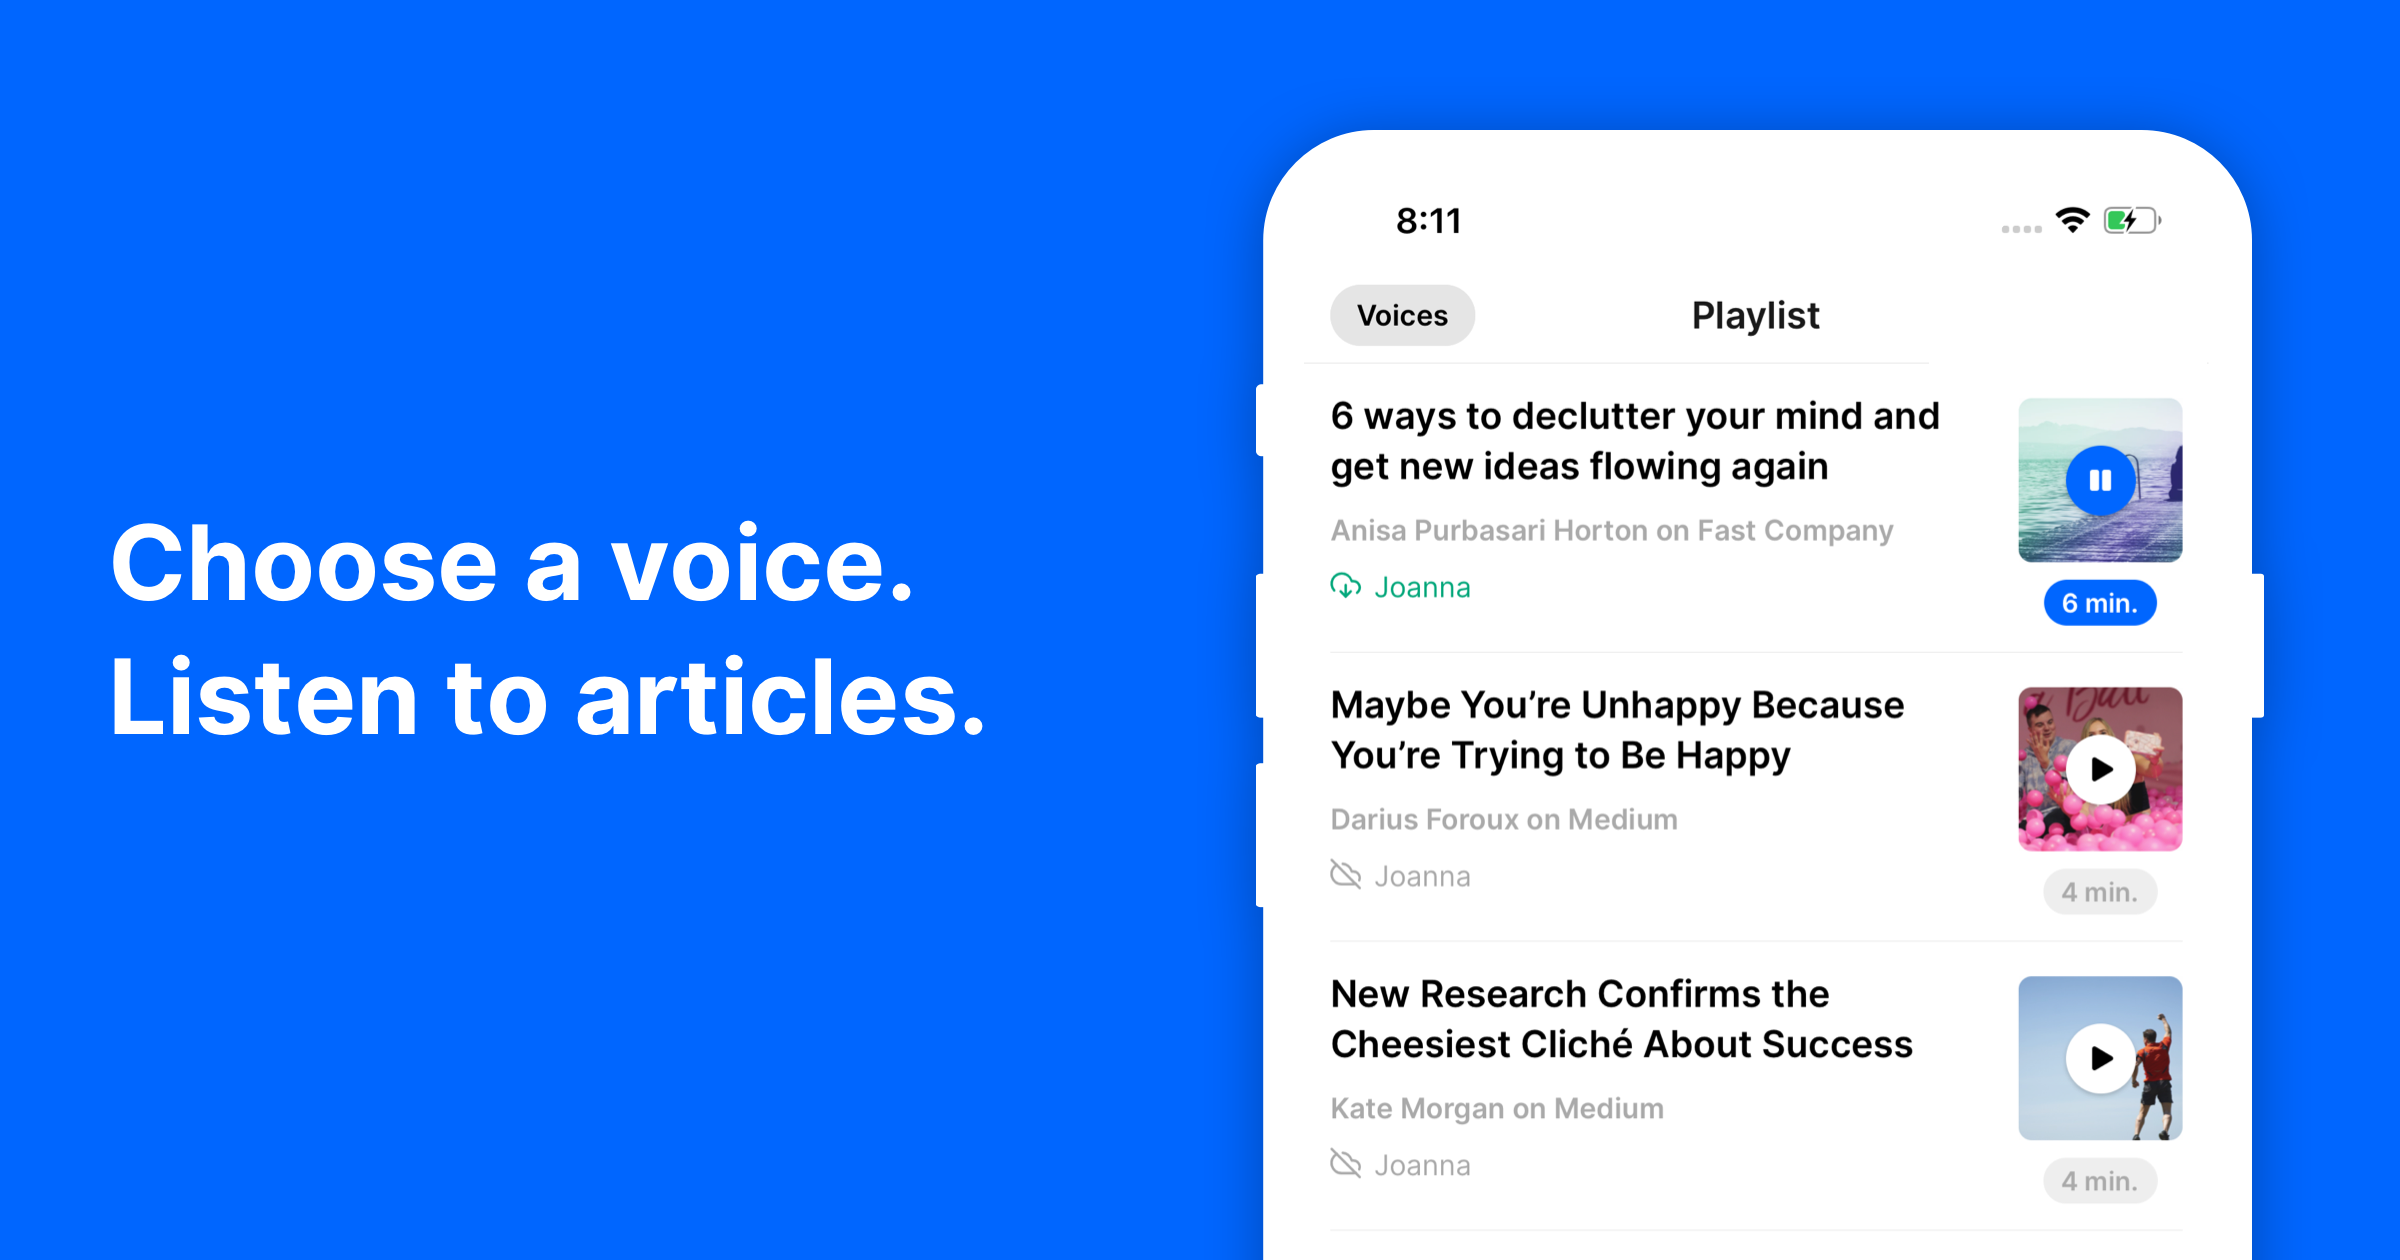 Choose a voice.
Listen to articles.
8:11
Voices
Playlist
6 ways to declutter your mind and
get new ideas flowing again
Anisa Purbasari Horton on Fast Company
Joanna
6 min.
Maybe You’re Unhappy Because
You’re Trying to Be Happy
Darius Foroux on Medium
Joanna
4 min.
New Research Confirms the
Cheesiest Cliché About Success
Kate Morgan on Medium
Joanna
4 min.